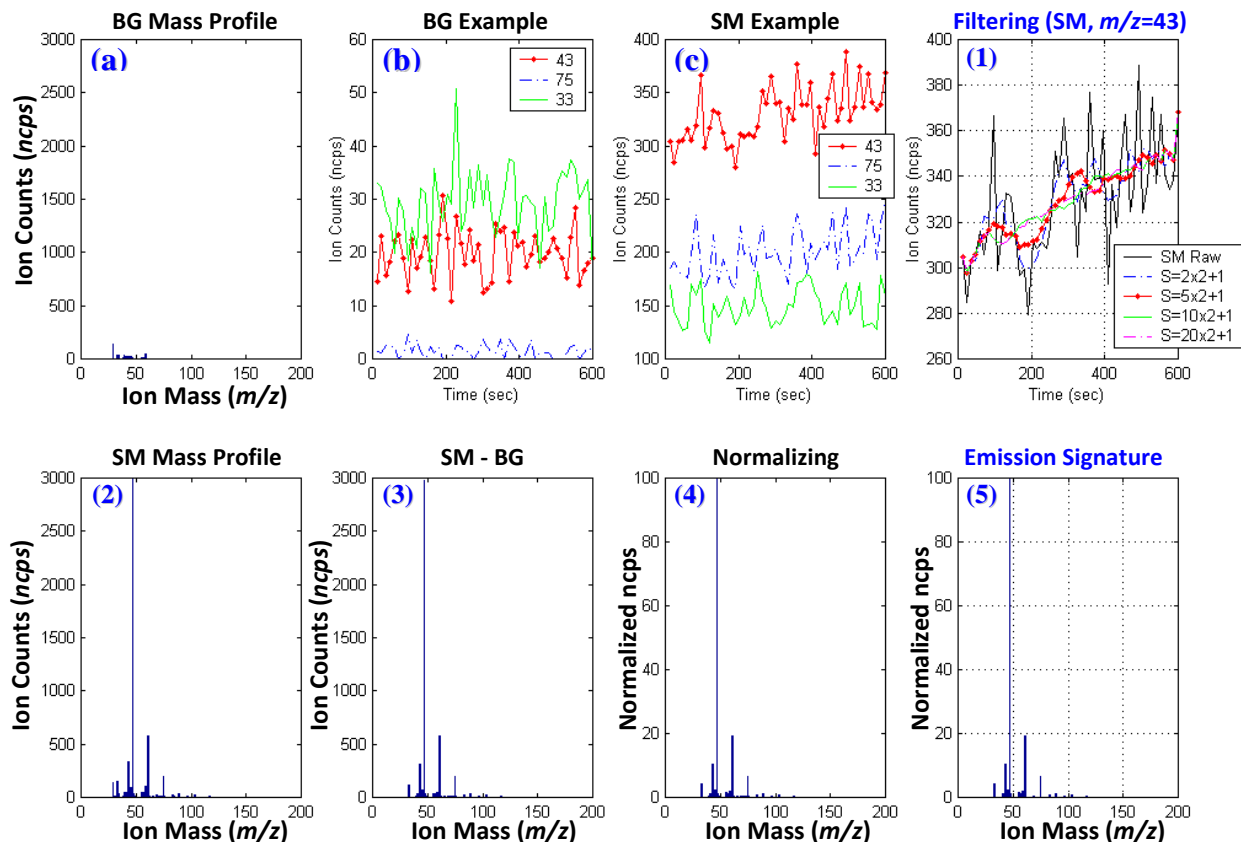 BG Mass Profile
(a)
Ion Counts (ncps)
3000
2500
2000
1500
1000
500
0
0 50 100 150 200
Ion Mass (m/z)
BG Example
(b)
43
75
33
Ion Counts (ncps)
60
50
40
30
20
10
0
0 200 400 600
Time (sec)
SM Example
(c)
43
75
33
Ion Counts (ncps)
400
350
300
250
200
150
100
0 200 400 600
Time (sec)
Filtering (SM, m/z=43)
(1)
Ion Counts (ncps)
400
380
360
340
320
300
280
260
SM Raw
S=2x2+1
S=5x2+1
S=10x2+1
S=20x2+1
0 200 400 600
Time (sec)
SM Mass Profile
(2)
Ion Counts (ncps)
3000
2500
2000
1500
1000
500
0
0 50 100 150 200
Ion Mass (m/z)
SM - BG
(3)
Ion Counts (ncps)
3000
2500
2000
1500
1000
500
0
0 50 100 150 200
Ion Mass (m/z)
Normalizing
(4)
Normalized ncps
100
80
60
40
20
0
0 50 100 150 200
Ion Mass (m/z)
Emission Signature
(5)
Normalized ncps
100
80
60
40
20
0
0 50 100 150 200
Ion Mass (m/z)